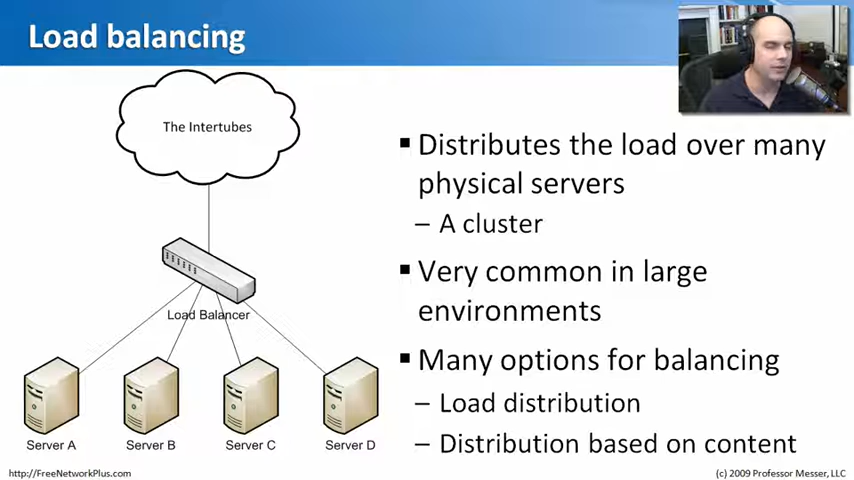 Load balancing
The Intertubes
Load Balancer
Server A
Server B
Server C
Server D
▪ Distributes the load over many
physical servers
– A cluster
▪ Very common in large
environments
▪ Many options for balancing
– Load distribution
– Distribution based on content
http://FreeNetworkPlus.com
(c) 2009 Professor Messer, LLC